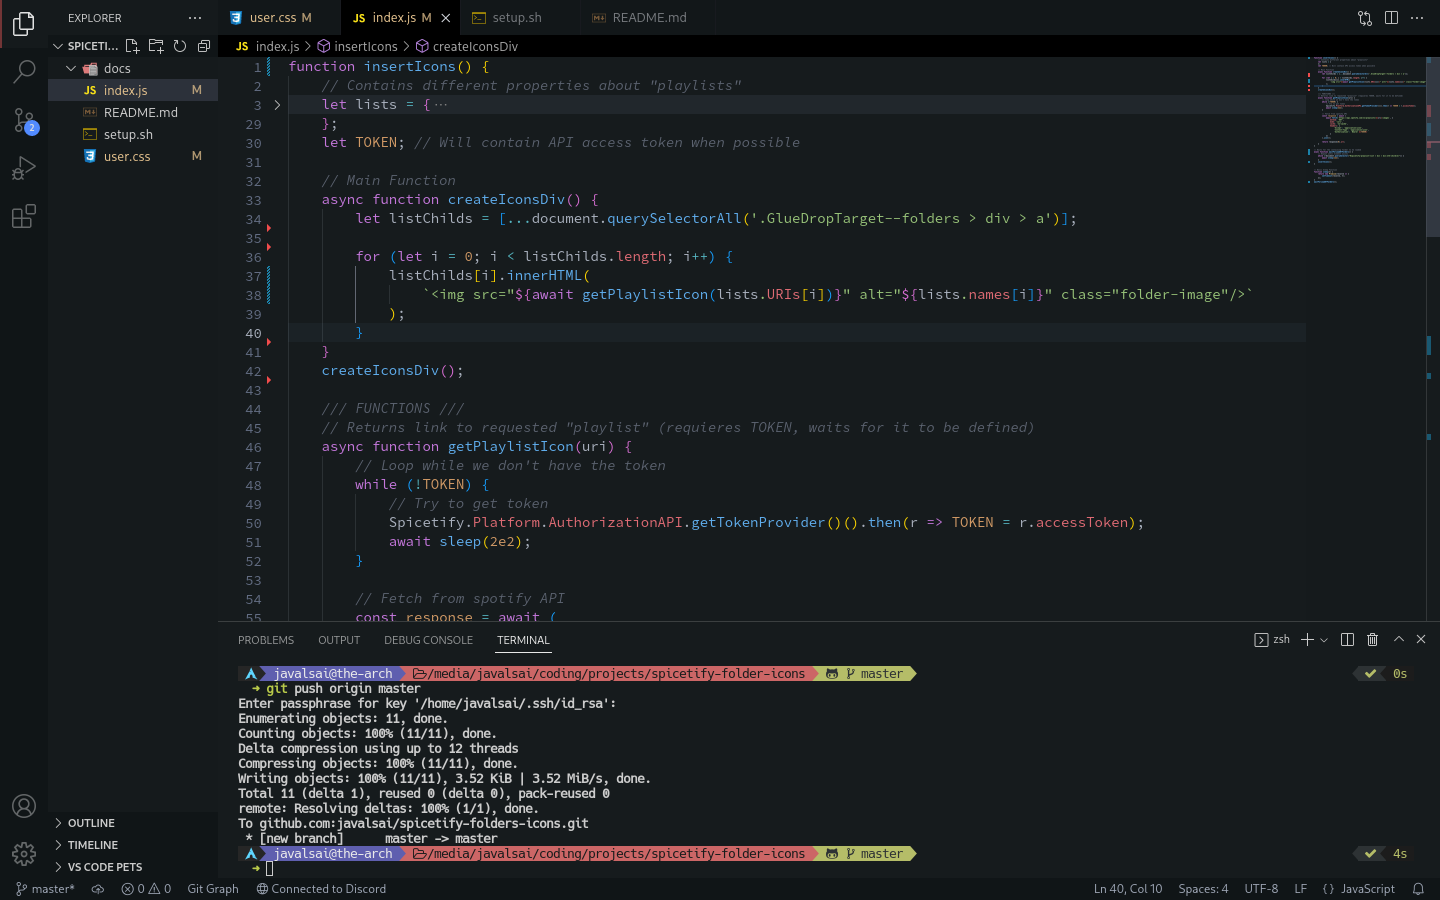 EXPLORER
user.css M
index.js M
setup.sh
README.md
SPICETI...
index.js > insertIcons > createIconsDiv
docs
index.js M
README.md
setup.sh
user.css M
2
1 function insertIcons() {
2 // Contains different properties about "playlists"
3 let lists = {···
29 };
30 let TOKEN; // Will contain API access token when possible
31
32 // Main Function
33 async function createIconsDiv() {
34 let listChilds = [...document.querySelectorAll('.GlueDropTarget--folders > div > a')];
35
36 for (let i = 0; i < listChilds.length; i++) {
37 listChilds[i].innerHTML(
38 `<img src="${await getPlaylistIcon(lists.URIs[i])}" alt="${lists.names[i]}" class="folder-image"/>`
39 );
40 }
41 }
42 createIconsDiv();
43
44 /// FUNCTIONS ///
45 // Returns link to requested "playlist" (requieres TOKEN, waits for it to be defined)
46 async function getPlaylistIcon(uri) {
47 // Loop while we don't have the token
48 while (!TOKEN) {
49 // Try to get token
50 Spicetify.Platform.AuthorizationAPI.getTokenProvider()().then(r => TOKEN = r.accessToken);
51 await sleep(2e2);
52 }
53
54 // Fetch from spotify API
55 const response = await (
PROBLEMS OUTPUT DEBUG CONSOLE TERMINAL
zsh
javalsai@the-arch /media/javalsai/coding/projects/spicetify-folder-icons master 0s
➜ git push origin master
Enter passphrase for key '/home/javalsai/.ssh/id_rsa':
Enumerating objects: 11, done.
Counting objects: 100% (11/11), done.
Delta compression using up to 12 threads
Compressing objects: 100% (11/11), done.
Writing objects: 100% (11/11), 3.52 KiB | 3.52 MiB/s, done.
Total 11 (delta 1), reused 0 (delta 0), pack-reused 0
remote: Resolving deltas: 100% (1/1), done.
To github.com:javalsai/spicetify-folders-icons.git
* [new branch] master -> master
javalsai@the-arch /media/javalsai/coding/projects/spicetify-folder-icons master 4s
➜
OUTLINE
TIMELINE
VS CODE PETS
master* 0 0 Git Graph Connected to Discord Ln 40, Col 10 Spaces: 4 UTF-8 LF {} JavaScript